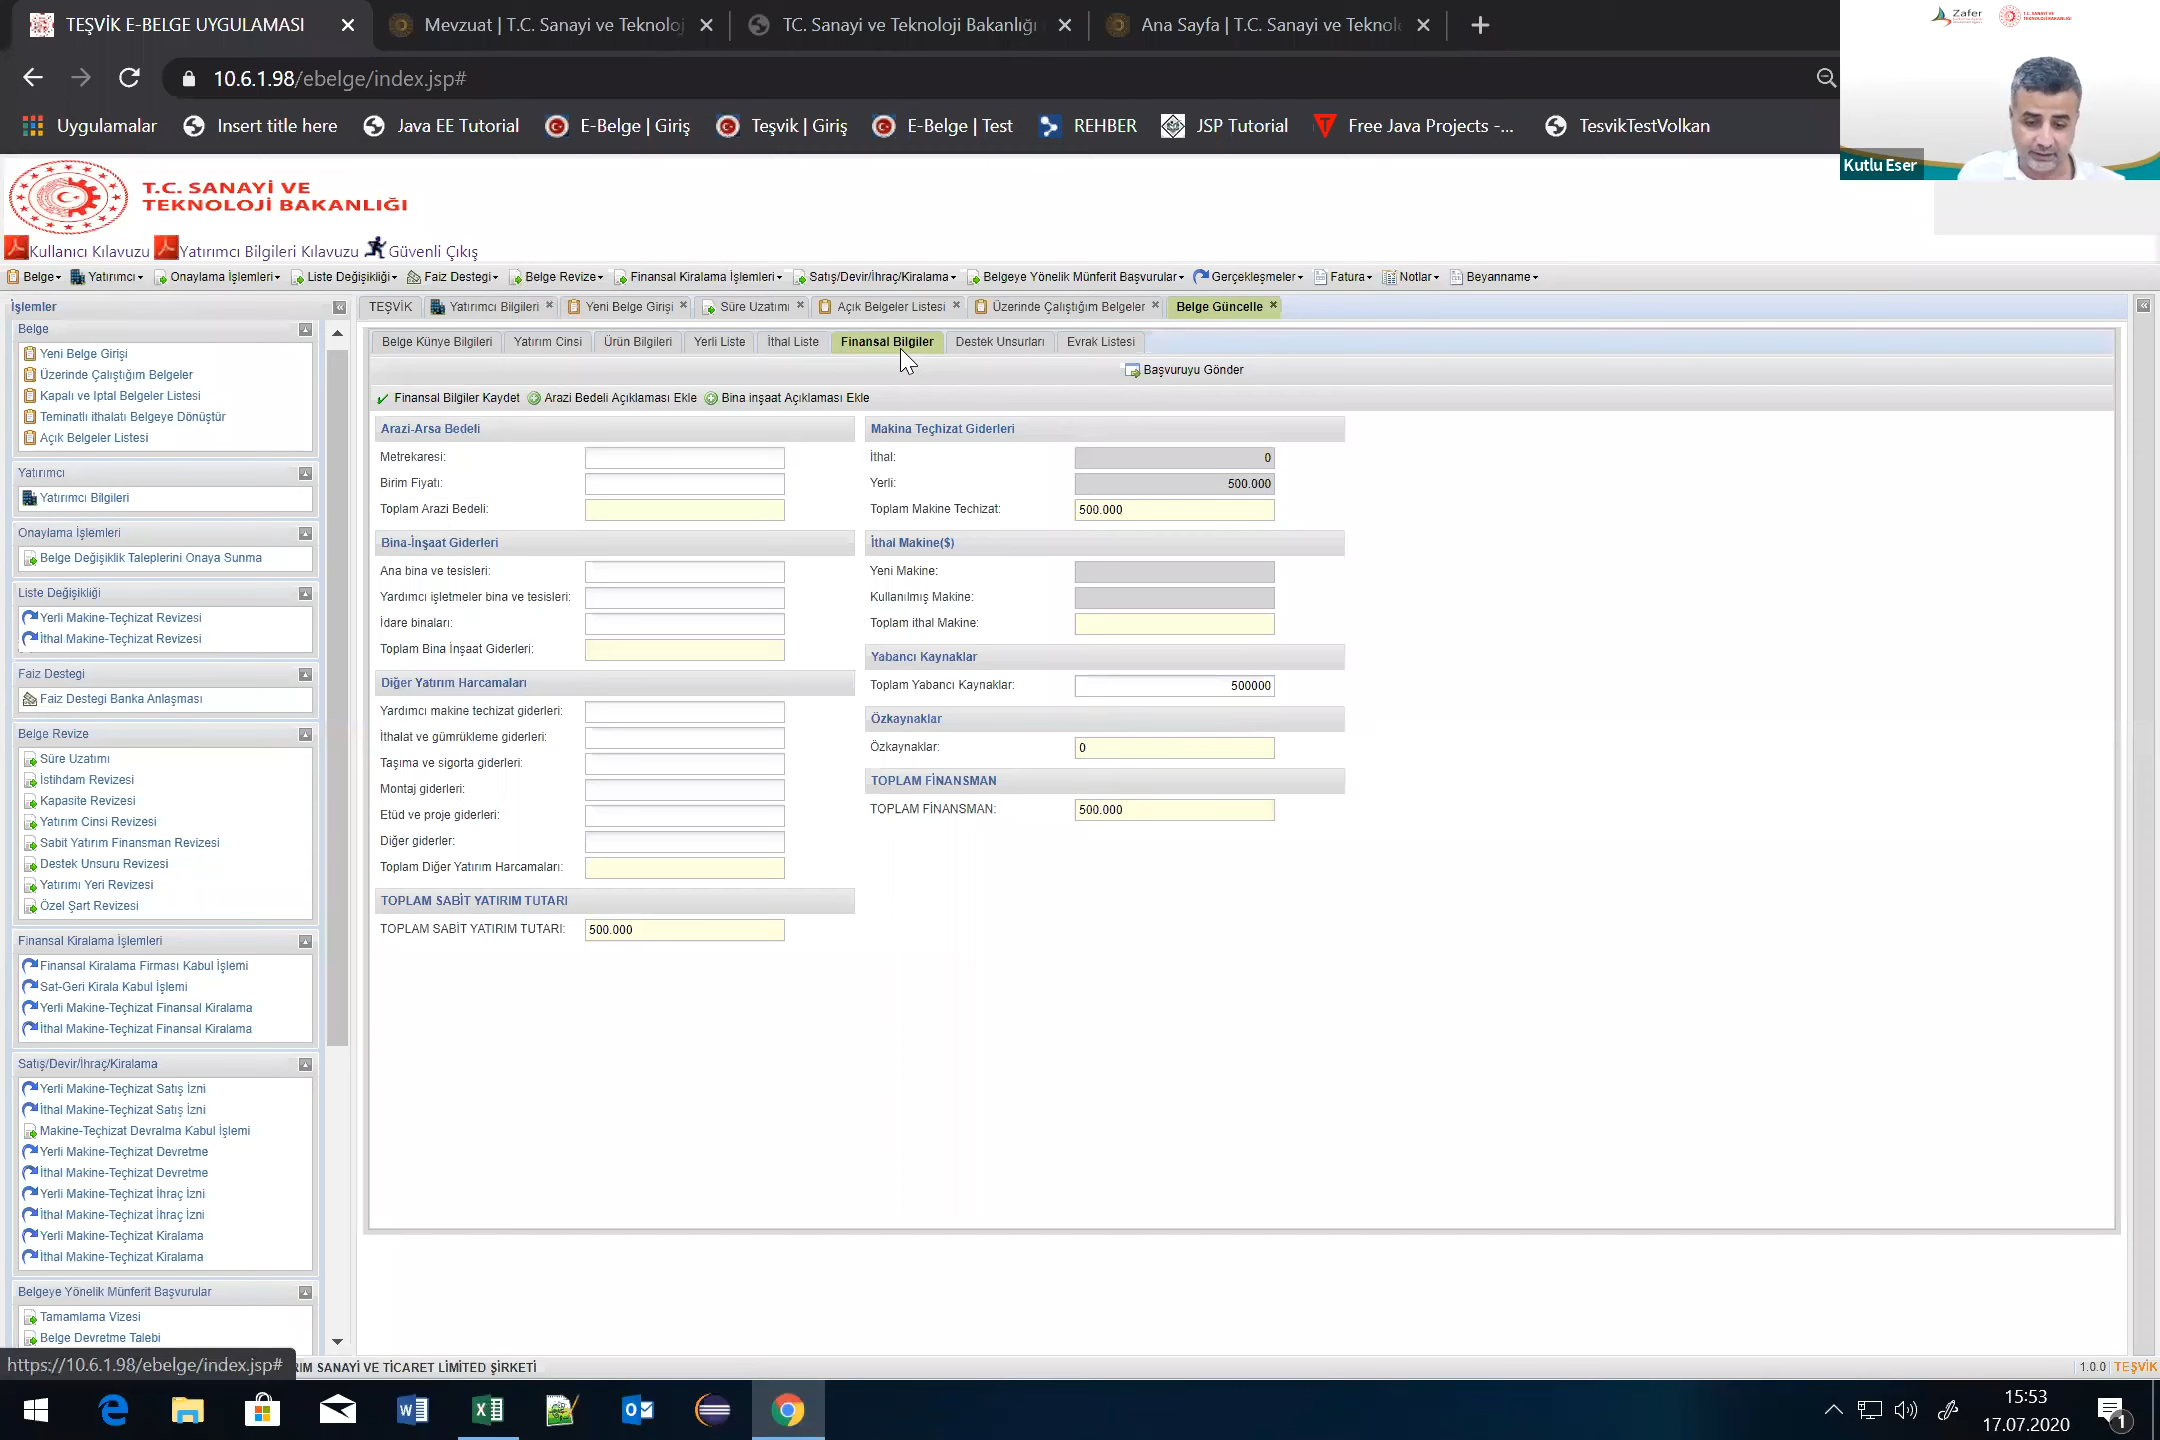 TEŞVİK E-BELGE UYGULAMASI
Mevzuat | T.C. Sanayi ve Teknoloj
TC. Sanayi ve Teknoloji Bakanlığı
Ana Sayfa | T.C. Sanayi ve Teknolo
10.6.1.98/ebelge/index.jsp#
Uygulamalar
Insert title here
Java EE Tutorial
E-Belge | Giriş
Teşvik | Giriş
E-Belge | Test
REHBER
JSP Tutorial
Free Java Projects -...
TesvikTestVolkan
Zafer
T.C. SANAYİ VE
TEKNOLOJİ BAKANLIĞI
Kutlu Eser
T.C. SANAYİ VE
TEKNOLOJİ BAKANLIĞI
Kullanıcı Kılavuzu Yatırımcı Bilgileri Kılavuzu Güvenli Çıkış
Belge Yatırımcı Onaylama İşlemleri Liste Değişikliği Faiz Destegi Belge Revize Finansal Kiralama İşlemleri Satış/Devir/İhraç/Kiralama Belgeye Yönelik Münferit Başvurular Gerçekleşmeler Fatura Notlar Beyanname
İşlemler
TEŞVİK Yatırımcı Bilgileri Yeni Belge Girişi Süre Uzatımı Açık Belgeler Listesi Üzerinde Çalıştığım Belgeler Belge Güncelle
Belge
Yeni Belge Girişi
Üzerinde Çalıştığım Belgeler
Kapalı ve Iptal Belgeler Listesi
Teminatlı ithalatı Belgeye Dönüştür
Açık Belgeler Listesi
Yatırımcı
Yatırımcı Bilgileri
Onaylama İşlemleri
Belge Değişiklik Taleplerini Onaya Sunma
Liste Değişikliği
Yerli Makine-Teçhizat Revizesi
İthal Makine-Teçhizat Revizesi
Faiz Destegi
Faiz Destegi Banka Anlaşması
Belge Revize
Süre Uzatımı
İstihdam Revizesi
Kapasite Revizesi
Yatırım Cinsi Revizesi
Sabit Yatırım Finansman Revizesi
Destek Unsuru Revizesi
Yatırımı Yeri Revizesi
Özel Şart Revizesi
Finansal Kiralama İşlemleri
Finansal Kiralama Firması Kabul İşlemi
Sat-Geri Kirala Kabul İşlemi
Yerli Makine-Teçhizat Finansal Kiralama
İthal Makine-Teçhizat Finansal Kiralama
Satış/Devir/İhraç/Kiralama
Yerli Makine-Teçhizat Satış İzni
İthal Makine-Teçhizat Satış İzni
Makine-Teçhizat Devralma Kabul İşlemi
Yerli Makine-Teçhizat Devretme
İthal Makine-Teçhizat Devretme
Yerli Makine-Teçhizat İhraç İzni
İthal Makine-Teçhizat İhraç İzni
Yerli Makine-Teçhizat Kiralama
İthal Makine-Teçhizat Kiralama
Belgeye Yönelik Münferit Başvurular
Tamamlama Vizesi
Belge Devretme Talebi
Belge Künye Bilgileri Yatırım Cinsi Ürün Bilgileri Yerli Liste İthal Liste Finansal Bilgiler Destek Unsurları Evrak Listesi
Başvuruyu Gönder
Finansal Bilgiler Kaydet Arazi Bedeli Açıklaması Ekle Bina inşaat Açıklaması Ekle
Arazi-Arsa Bedeli
Metrekaresi:
Birim Fiyatı:
Toplam Arazi Bedeli:
Bina-İnşaat Giderleri
Ana bina ve tesisleri:
Yardımcı işletmeler bina ve tesisleri:
İdare binaları:
Toplam Bina İnşaat Giderleri:
Diğer Yatırım Harcamaları
Yardımcı makine techizat giderleri:
İthalat ve gümrükleme giderleri:
Taşıma ve sigorta giderleri:
Montaj giderleri:
Etüd ve proje giderleri:
Diğer giderler:
Toplam Diğer Yatırım Harcamaları:
TOPLAM SABİT YATIRIM TUTARI
TOPLAM SABİT YATIRIM TUTARI: 500.000
Makina Teçhizat Giderleri
İthal: 0
Yerli: 500.000
Toplam Makine Techizat: 500.000
İthal Makine($)
Yeni Makine:
Kullanılmış Makine:
Toplam ithal Makine:
Yabancı Kaynaklar
Toplam Yabancı Kaynaklar: 500000
Özkaynaklar
Özkaynaklar: 0
TOPLAM FİNANSMAN
TOPLAM FİNANSMAN: 500.000
https://10.6.1.98/ebelge/index.jsp#
RIM SANAYİ VE TİCARET LİMİTED ŞİRKETİ
1.0.0 TEŞVİK
15:53
17.07.2020
1